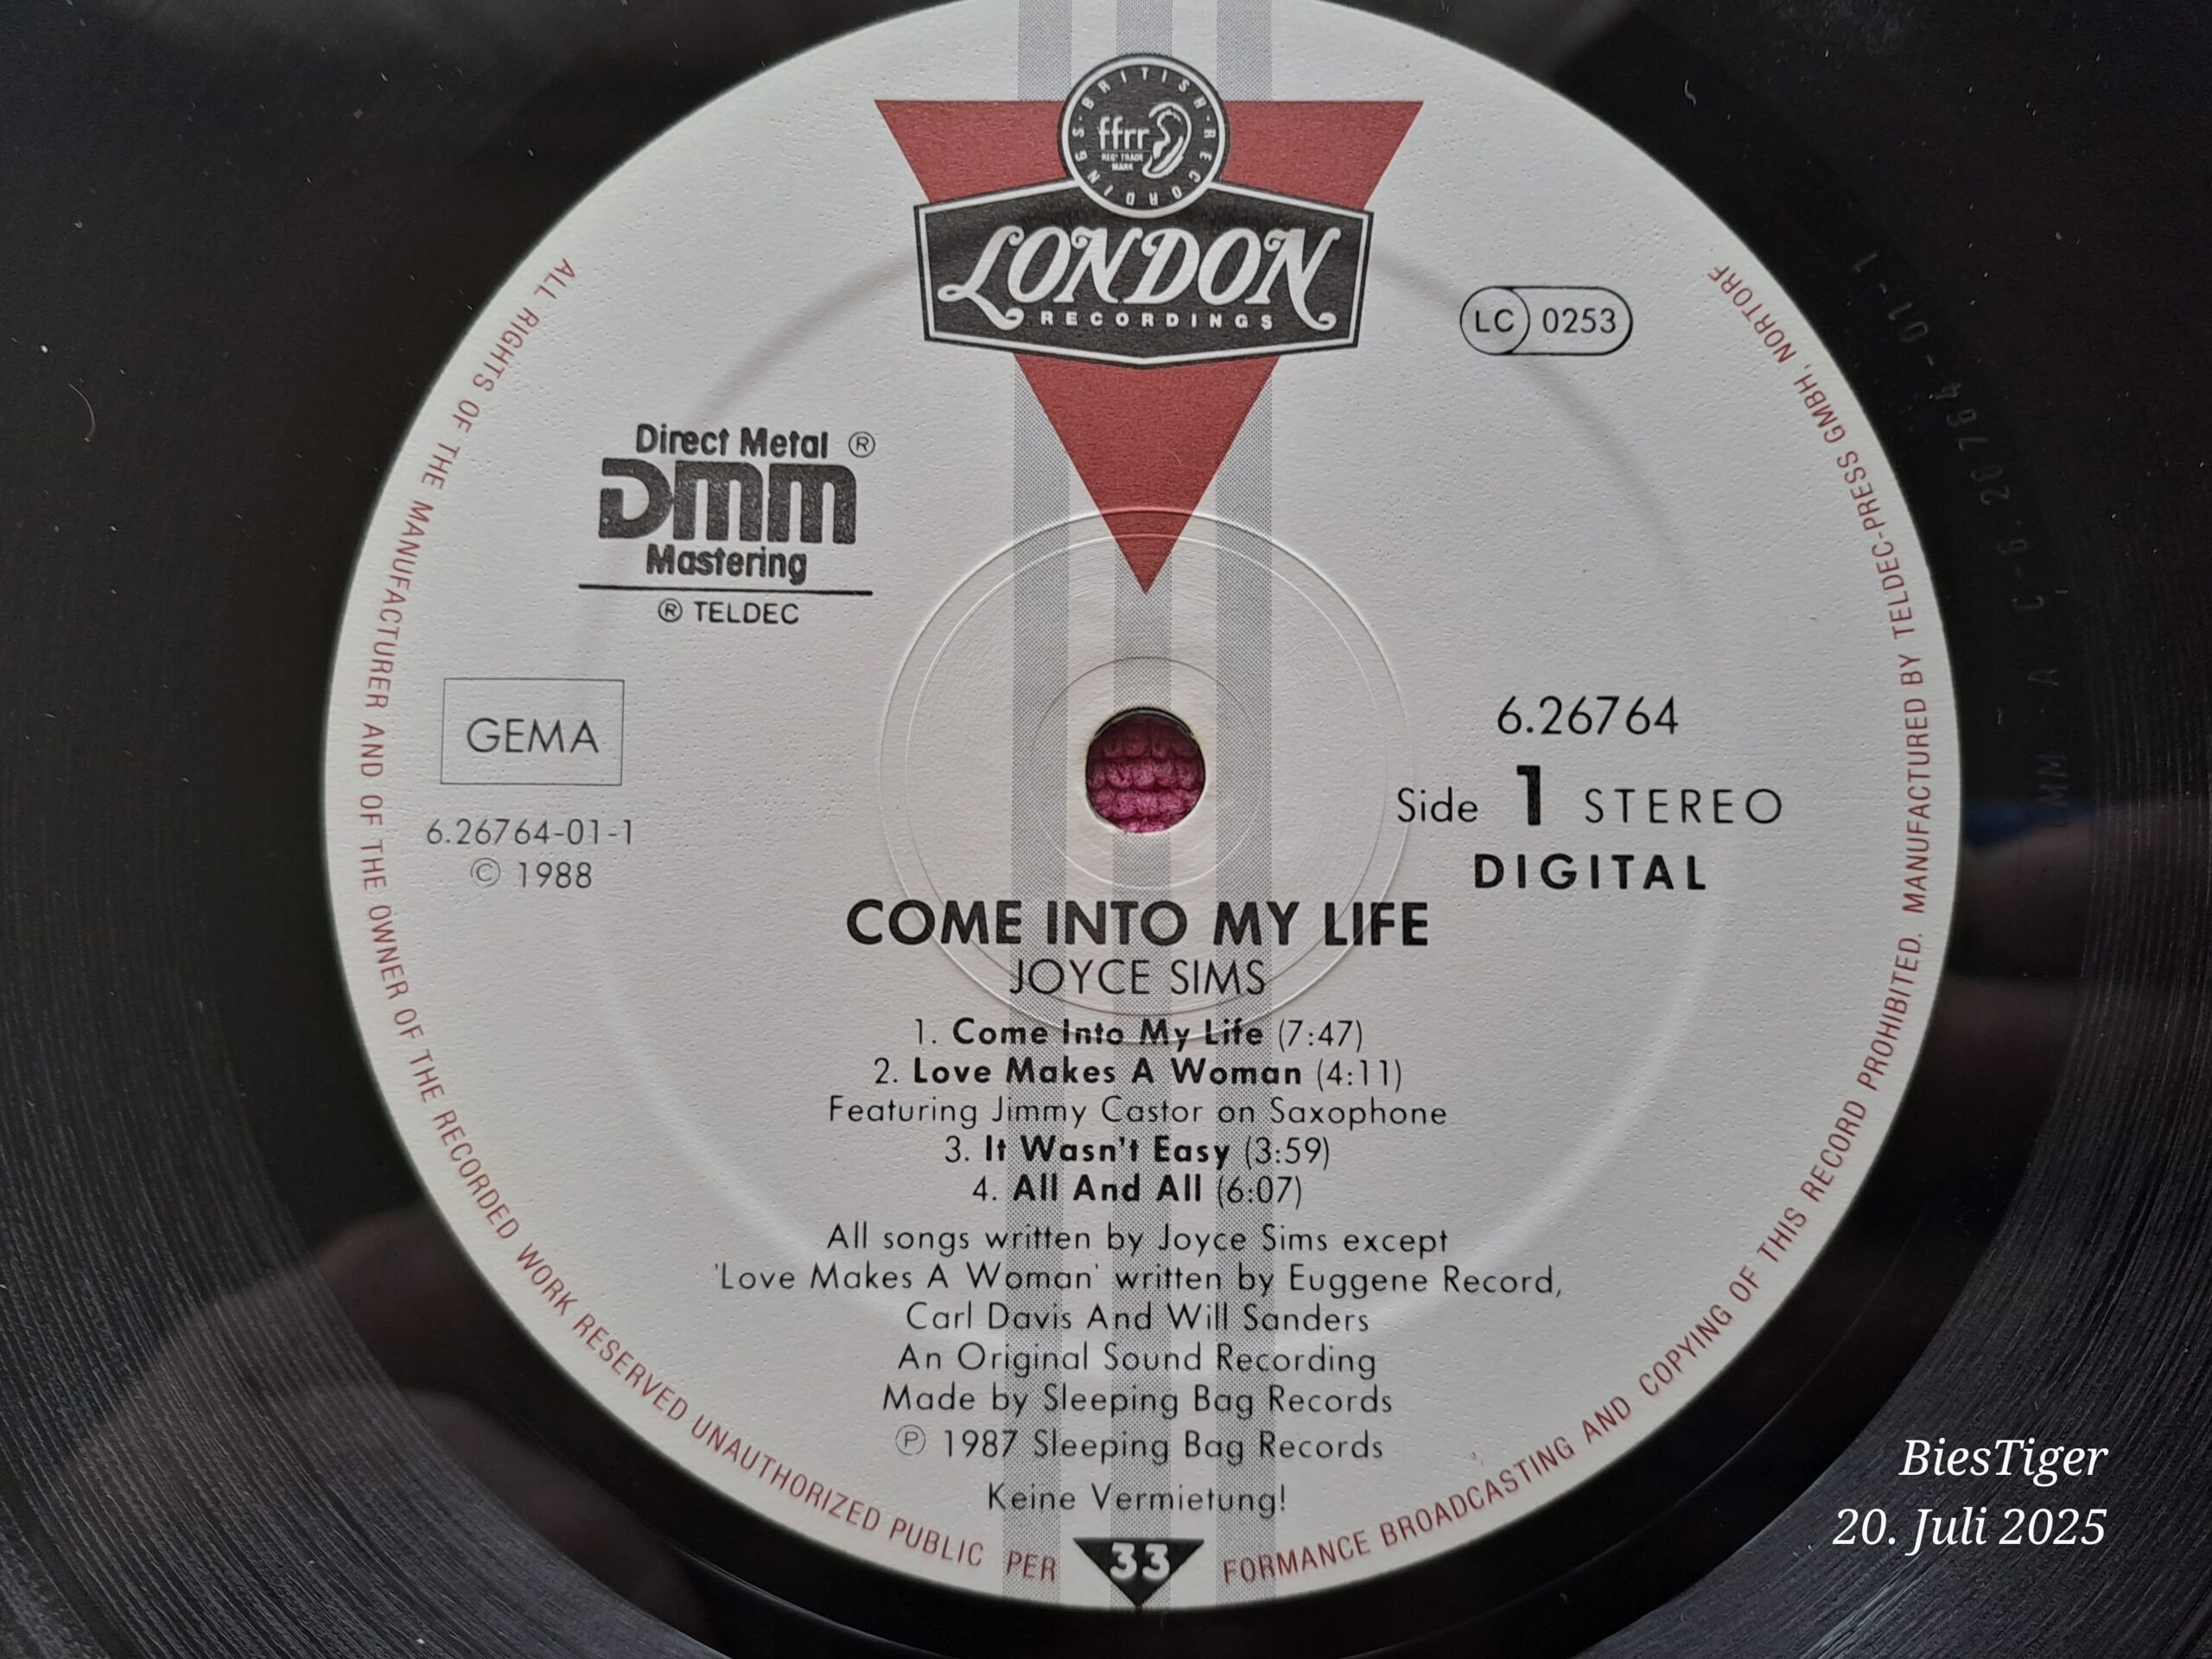 BRITISH · RECORDINGS ·
ffrr
REG'D TRADE
MARK
LONDON
RECORDINGS
LC 0253
Direct Metal ®
DMM
Mastering
® TELDEC
GEMA
6.26764-01-1
© 1988
6.26764
Side 1 STEREO
DIGITAL
COME INTO MY LIFE
JOYCE SIMS
1. Come Into My Life (7:47)
2. Love Makes A Woman (4:11)
Featuring Jimmy Castor on Saxophone
3. It Wasn't Easy (3:59)
4. All And All (6:07)
All songs written by Joyce Sims except
'Love Makes A Woman' written by Euggene Record,
Carl Davis And Will Sanders
An Original Sound Recording
Made by Sleeping Bag Records
℗ 1987 Sleeping Bag Records
Keine Vermietung!
33
ALL RIGHTS OF THE MANUFACTURER AND OF THE OWNER OF THE RECORDED WORK RESERVED UNAUTHORIZED PUBLIC PER FORMANCE BROADCASTING AND COPYING OF THIS RECORD PROHIBITED. MANUFACTURED BY TELDEC-PRESS GMBH, NORTORF
C-6.26764-01-1
BiesTiger
20. Juli 2025